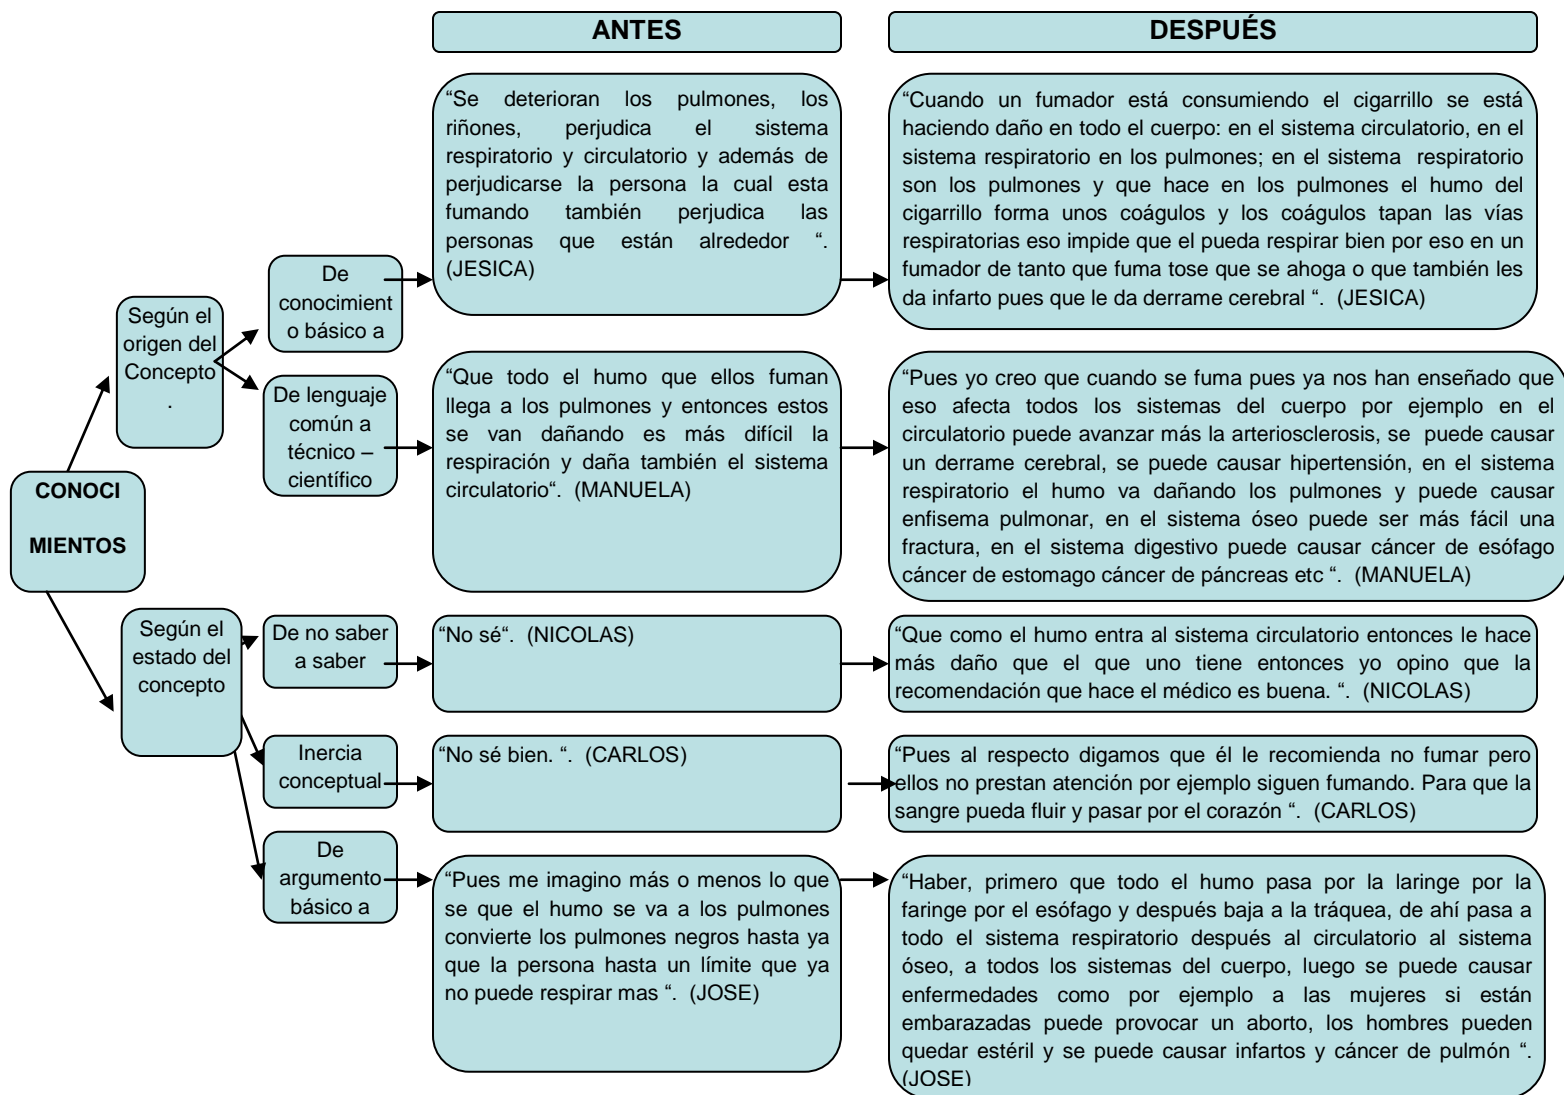 ANTES
DESPUÉS
“Se deterioran los pulmones, los
riñones, perjudica el sistema
respiratorio y circulatorio y además de
perjudicarse la persona la cual esta
fumando también perjudica las
personas que están alrededor “.
(JESICA)
“Cuando un fumador está consumiendo el cigarrillo se está
haciendo daño en todo el cuerpo: en el sistema circulatorio, en el
sistema respiratorio en los pulmones; en el sistema respiratorio
son los pulmones y que hace en los pulmones el humo del
cigarrillo forma unos coágulos y los coágulos tapan las vías
respiratorias eso impide que el pueda respirar bien por eso en un
fumador de tanto que fuma tose que se ahoga o que también les
da infarto pues que le da derrame cerebral “. (JESICA)
De
conocimient
o básico a
Según el
origen del
Concepto
.
De lenguaje
común a
técnico –
científico
“Que todo el humo que ellos fuman
llega a los pulmones y entonces estos
se van dañando es más difícil la
respiración y daña también el sistema
circulatorio“. (MANUELA)
“Pues yo creo que cuando se fuma pues ya nos han enseñado que
eso afecta todos los sistemas del cuerpo por ejemplo en el
circulatorio puede avanzar más la arteriosclerosis, se puede causar
un derrame cerebral, se puede causar hipertensión, en el sistema
respiratorio el humo va dañando los pulmones y puede causar
enfisema pulmonar, en el sistema óseo puede ser más fácil una
fractura, en el sistema digestivo puede causar cáncer de esófago
cáncer de estomago cáncer de páncreas etc “. (MANUELA)
CONOCI
MIENTOS
Según el
estado del
concepto
De no saber
a saber
“No sé“. (NICOLAS)
“Que como el humo entra al sistema circulatorio entonces le hace
más daño que el que uno tiene entonces yo opino que la
recomendación que hace el médico es buena. “. (NICOLAS)
Inercia
conceptual
“No sé bien. “. (CARLOS)
“Pues al respecto digamos que él le recomienda no fumar pero
ellos no prestan atención por ejemplo siguen fumando. Para que la
sangre pueda fluir y pasar por el corazón “. (CARLOS)
De
argumento
básico a
“Pues me imagino más o menos lo que
se que el humo se va a los pulmones
convierte los pulmones negros hasta ya
que la persona hasta un límite que ya
no puede respirar mas “. (JOSE)
“Haber, primero que todo el humo pasa por la laringe por la
faringe por el esófago y después baja a la tráquea, de ahí pasa a
todo el sistema respiratorio después al circulatorio al sistema
óseo, a todos los sistemas del cuerpo, luego se puede causar
enfermedades como por ejemplo a las mujeres si están
embarazadas puede provocar un aborto, los hombres pueden
quedar estéril y se puede causar infartos y cáncer de pulmón “.
(JOSE)